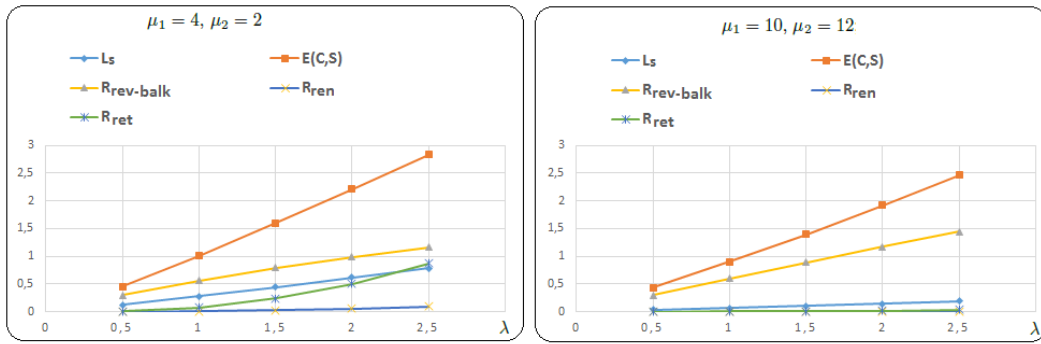 μ₁ = 4, μ₂ = 2
Ls E(C,S)
Rrev-balk Rren
Rret
3
2,5
2
1,5
1
0,5
0
0 0,5 1 1,5 2 2,5 λ
μ₁ = 10, μ₂ = 12
Ls E(C,S)
Rrev-balk Rren
Rret
3
2,5
2
1,5
1
0,5
0
0 0,5 1 1,5 2 2,5 λ